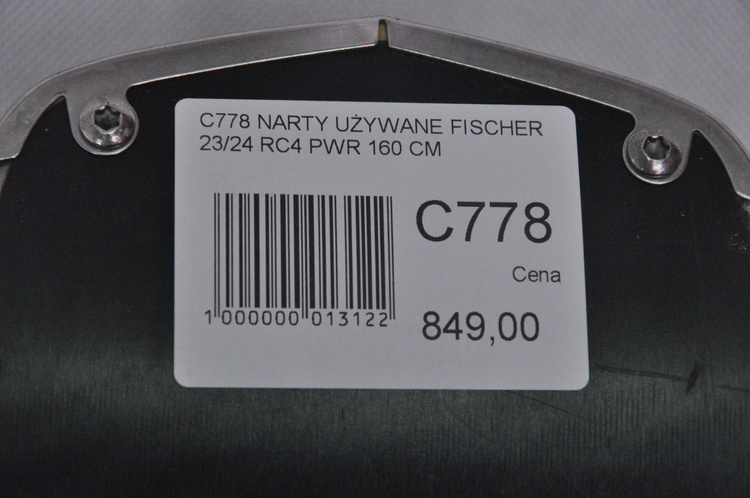 C778 NARTY UŻYWANE FISCHER
23/24 RC4 PWR 160 CM
C778
Cena
1 000000 013122
849,00